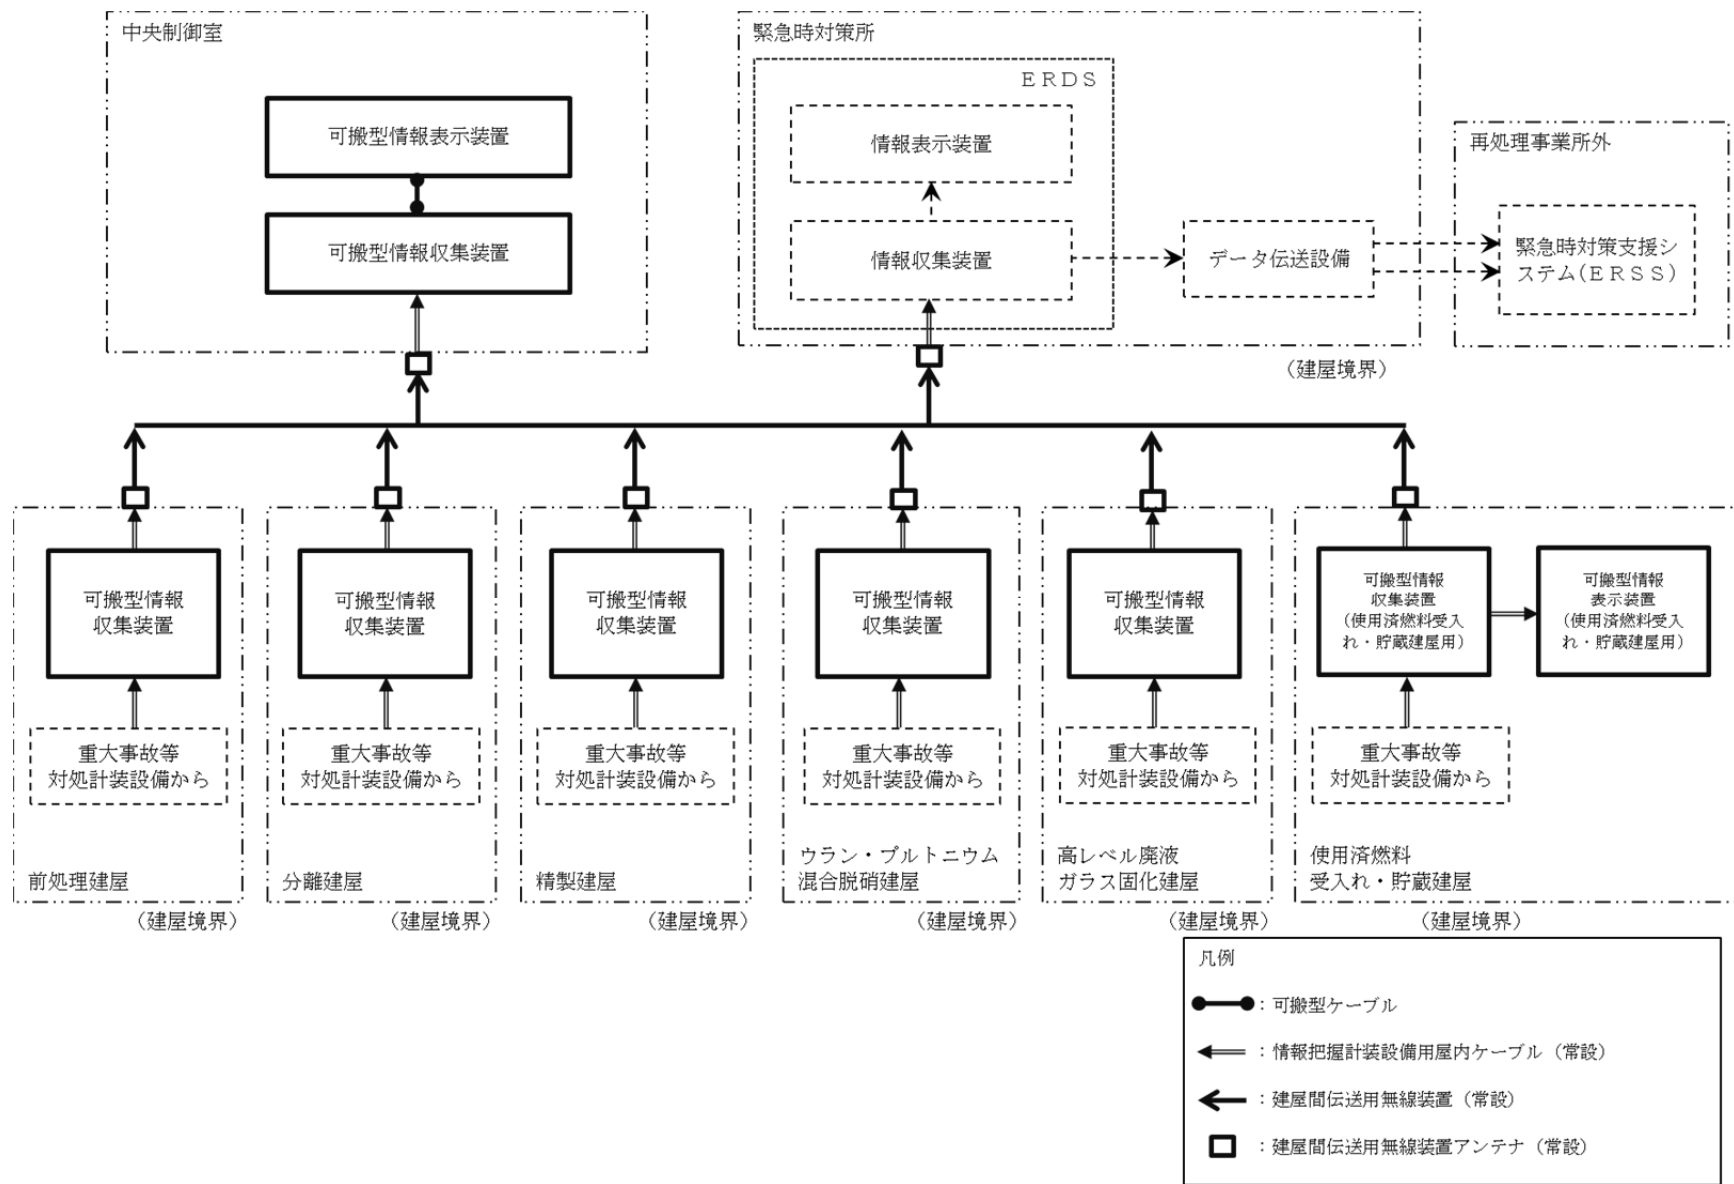 中央制御室
可搬型情報表示装置
可搬型情報収集装置
緊急時対策所
ＥＲＤＳ
情報表示装置
情報収集装置
データ伝送設備
再処理事業所外
緊急時対策支援シ
ステム(ＥＲＳＳ)
（建屋境界）
可搬型情報
収集装置
重大事故等
対処計装設備から
前処理建屋
（建屋境界）
可搬型情報
収集装置
重大事故等
対処計装設備から
分離建屋
（建屋境界）
可搬型情報
収集装置
重大事故等
対処計装設備から
精製建屋
（建屋境界）
可搬型情報
収集装置
重大事故等
対処計装設備から
ウラン・プルトニウム
混合脱硝建屋
（建屋境界）
可搬型情報
収集装置
重大事故等
対処計装設備から
高レベル廃液
ガラス固化建屋
（建屋境界）
可搬型情報
収集装置
（使用済燃料受入
れ・貯蔵建屋用）
可搬型情報
表示装置
（使用済燃料受入
れ・貯蔵建屋用）
重大事故等
対処計装設備から
使用済燃料
受入れ・貯蔵建屋
（建屋境界）
凡例
：可搬型ケーブル
：情報把握計装設備用屋内ケーブル（常設）
：建屋間伝送用無線装置（常設）
：建屋間伝送用無線装置アンテナ（常設）